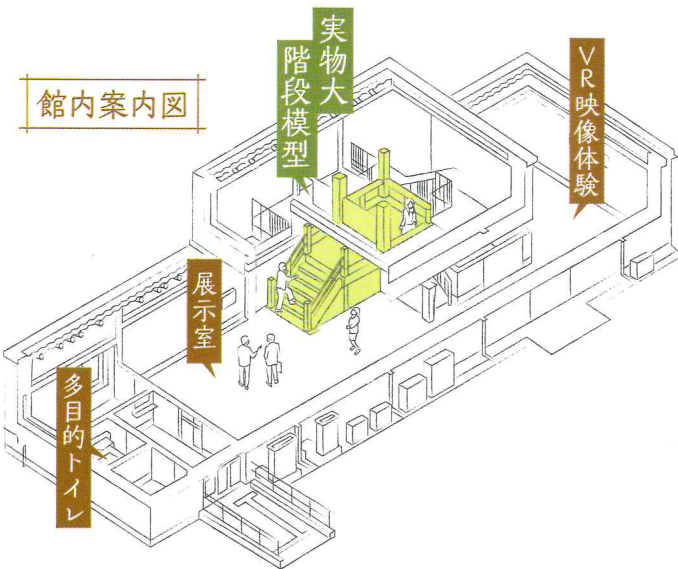 館内案内図
実物大
階段模型
VR映像体験
展示室
多目的トイレ